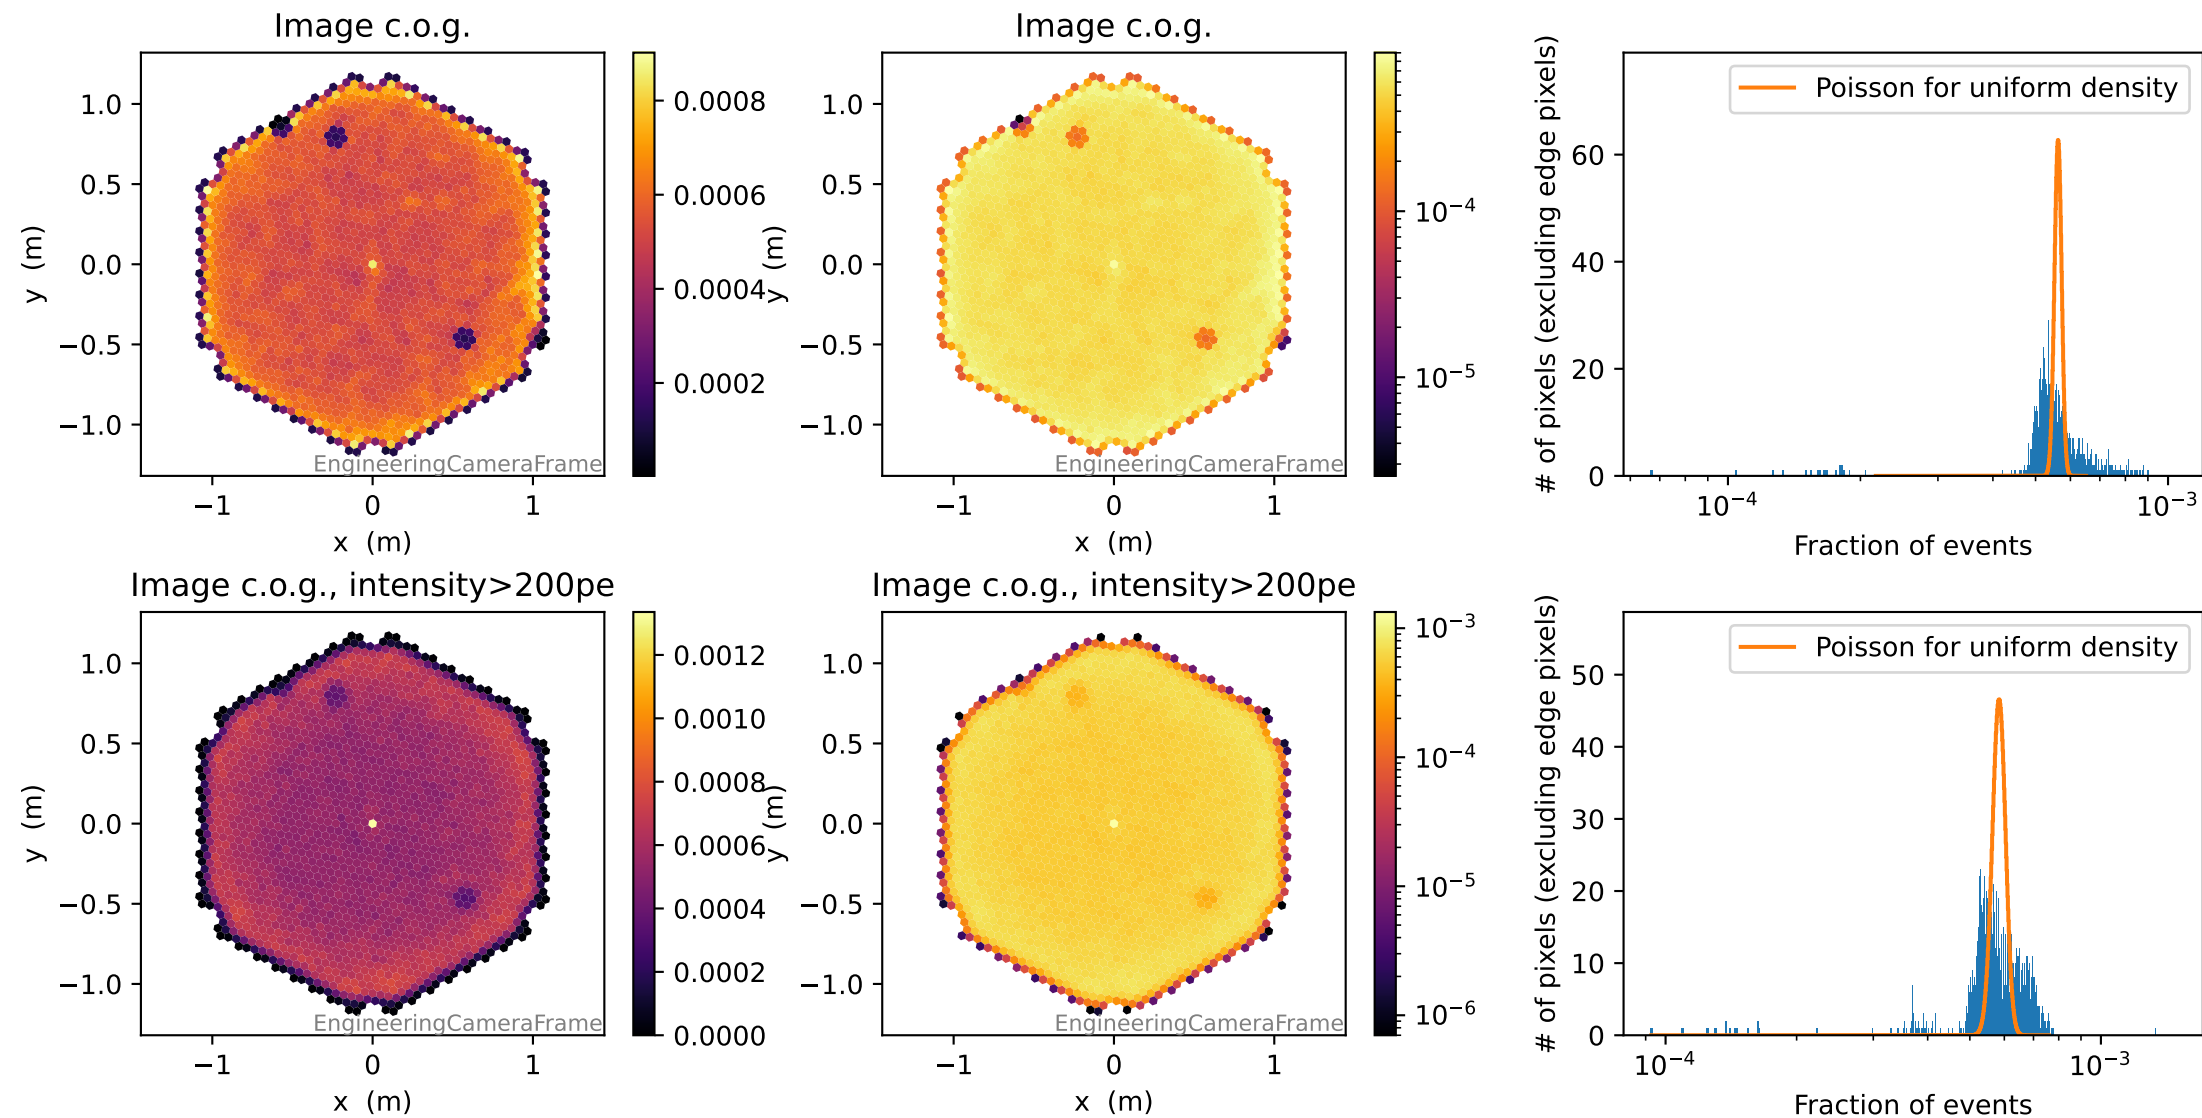 Image c.o.g.
1.0
0.5
0.0
−0.5
−1.0
y (m)
−1
0
1
x (m)
EngineeringCameraFrame
0.0008
0.0006
0.0004
0.0002
Image c.o.g.
1.0
0.5
0.0
−0.5
−1.0
y (m)
−1
0
1
x (m)
EngineeringCameraFrame
10⁻⁴
10⁻⁵
# of pixels (excluding edge pixels)
60
40
20
0
Poisson for uniform density
10⁻⁴
10⁻³
Fraction of events
Image c.o.g., intensity>200pe
1.0
0.5
0.0
−0.5
−1.0
y (m)
−1
0
1
x (m)
EngineeringCameraFrame
0.0012
0.0010
0.0008
0.0006
0.0004
0.0002
0.0000
Image c.o.g., intensity>200pe
1.0
0.5
0.0
−0.5
−1.0
y (m)
−1
0
1
x (m)
EngineeringCameraFrame
10⁻³
10⁻⁴
10⁻⁵
10⁻⁶
# of pixels (excluding edge pixels)
50
40
30
20
10
0
Poisson for uniform density
10⁻⁴
10⁻³
Fraction of events